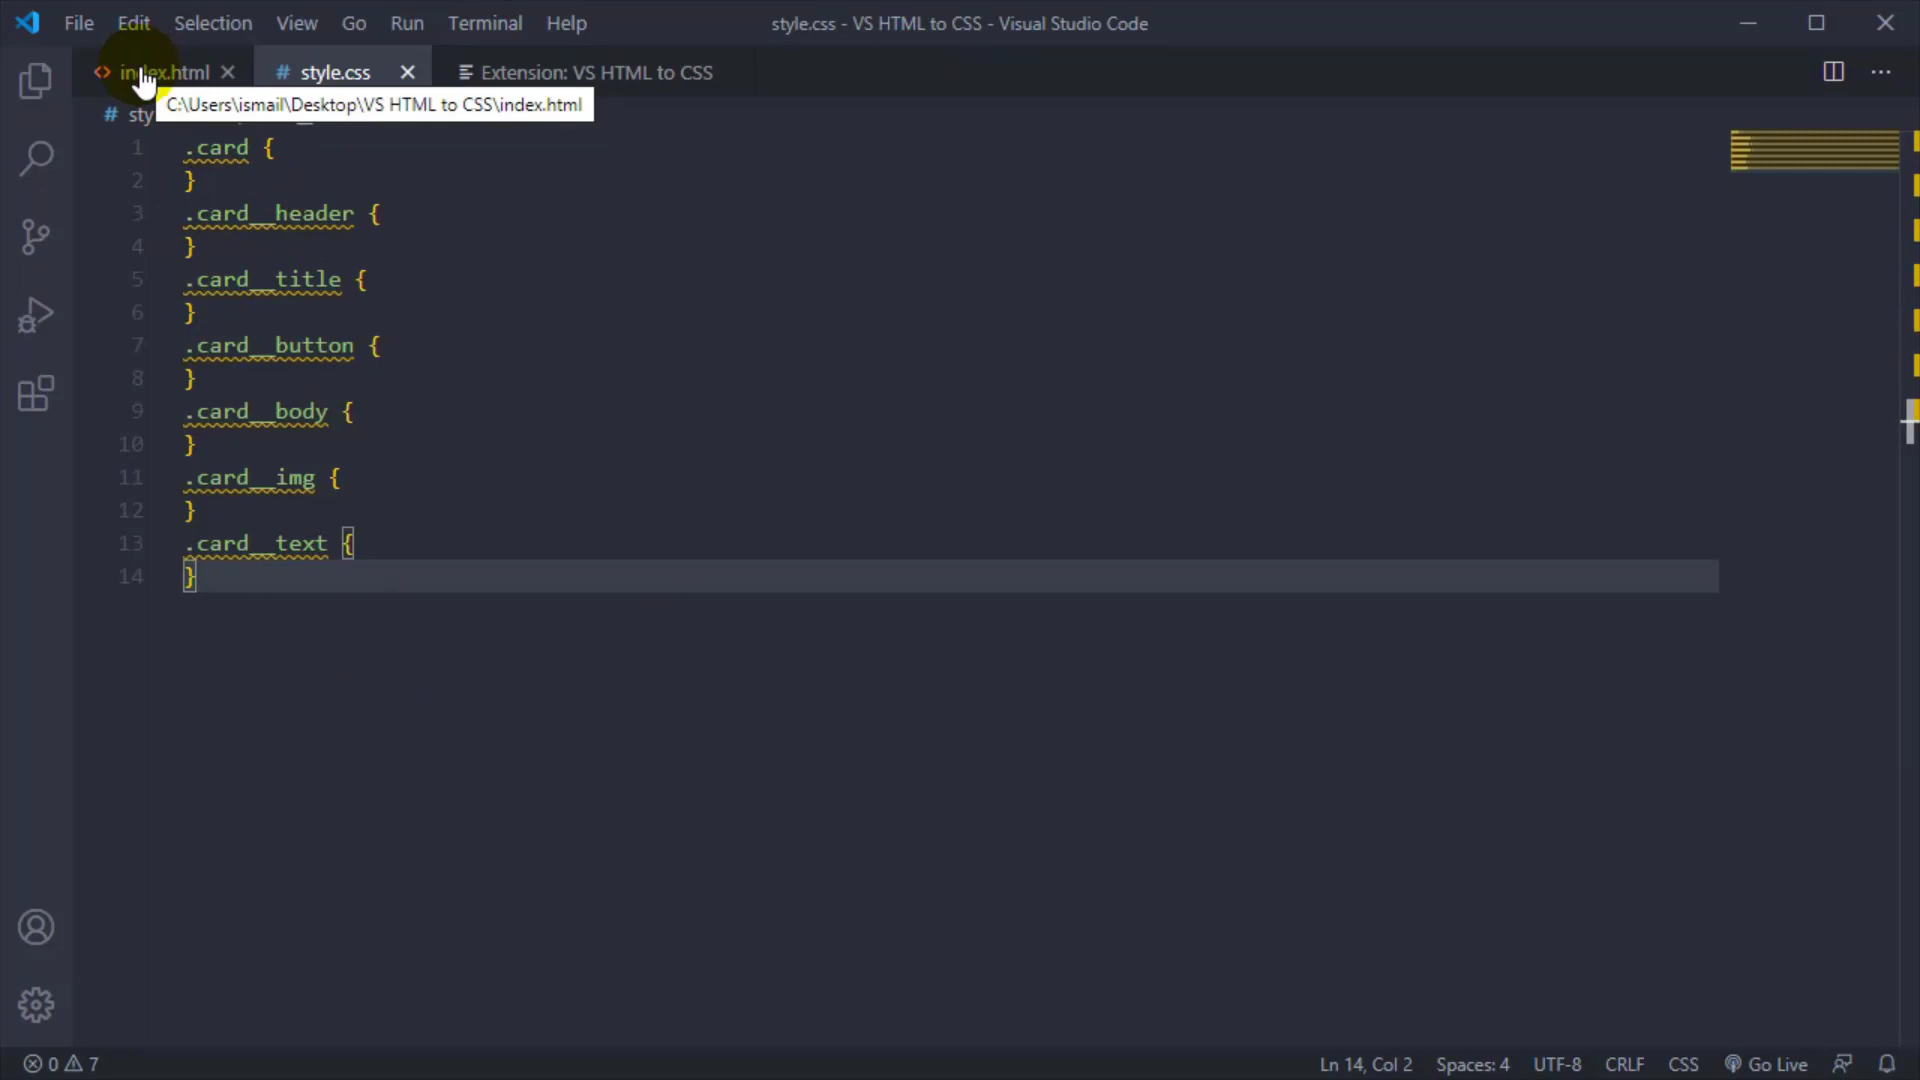 File Edit Selection View Go Run Terminal Help style.css - VS HTML to CSS - Visual Studio Code
index.html # style.css Extension: VS HTML to CSS
C:\Users\ismail\Desktop\VS HTML to CSS\index.html
# sty
1 .card {
2 }
3 .card__header {
4 }
5 .card__title {
6 }
7 .card__button {
8 }
9 .card__body {
10 }
11 .card__img {
12 }
13 .card__text {
14 }
0 7 Ln 14, Col 2 Spaces: 4 UTF-8 CRLF CSS Go Live